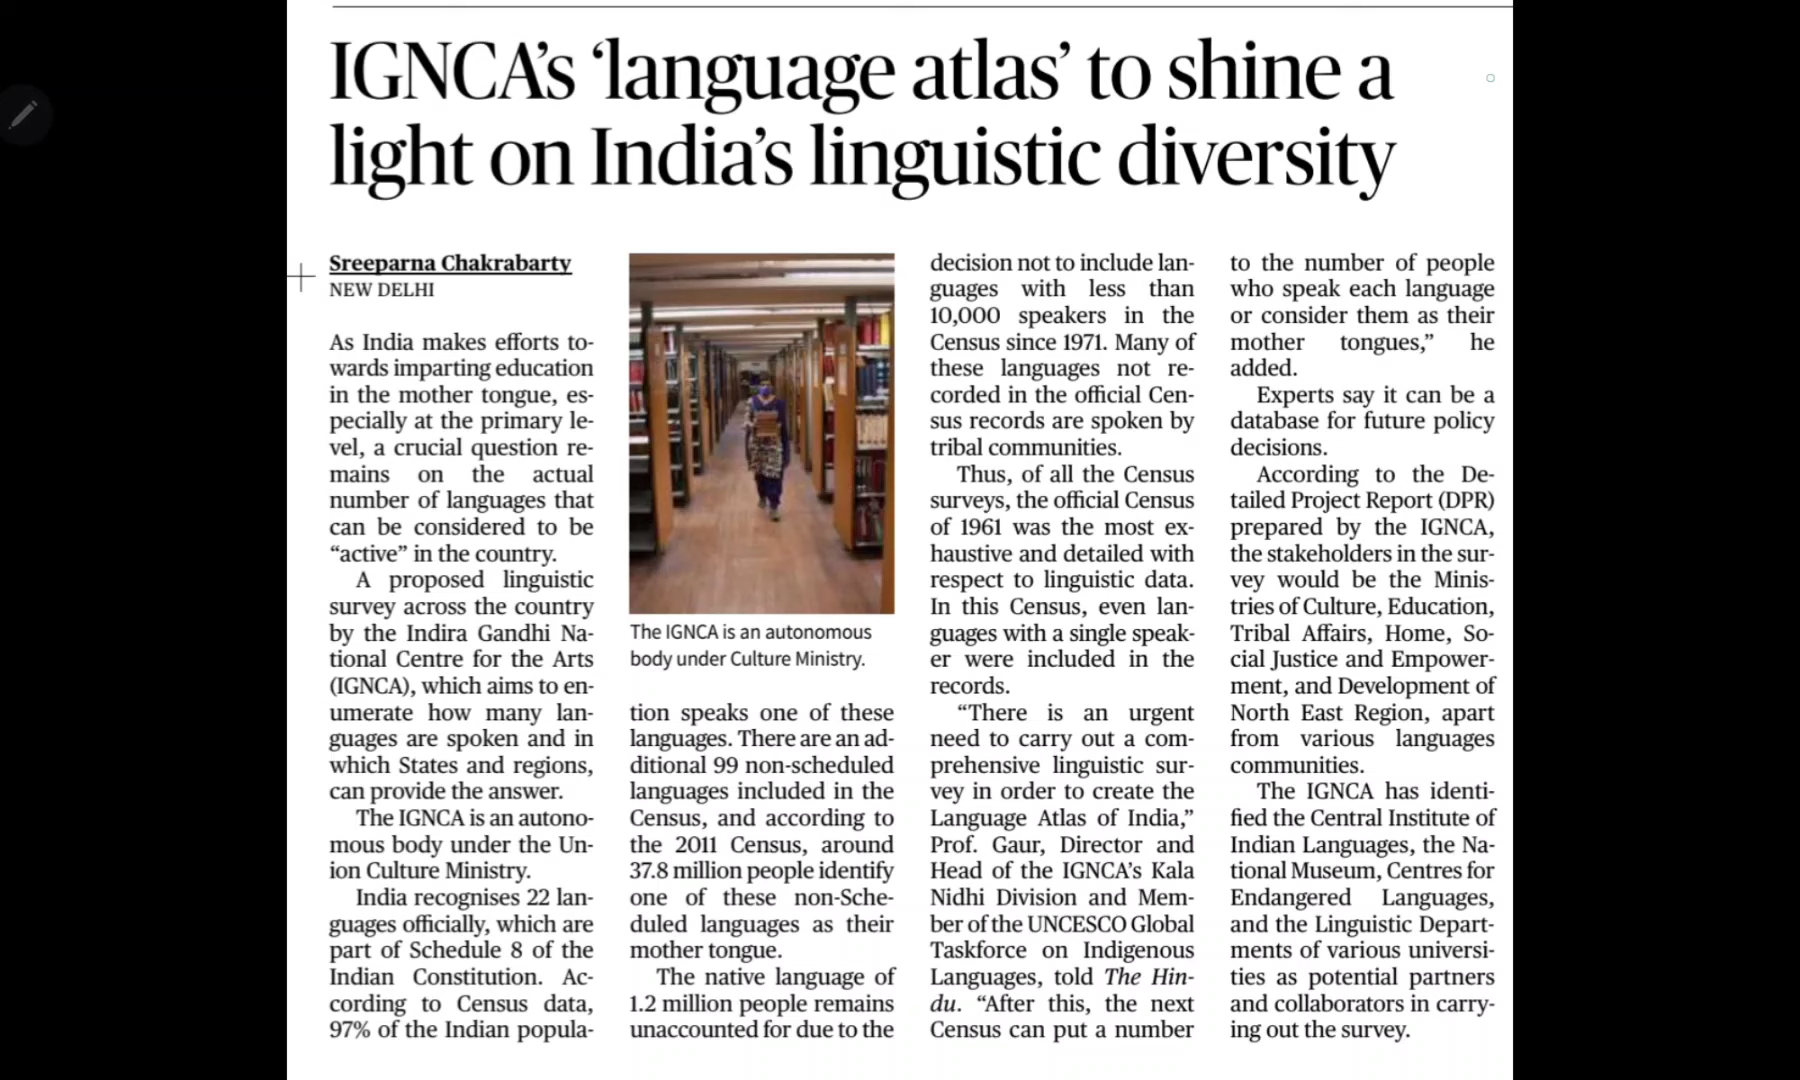 IGNCA's ‘language atlas’ to shine a
light on India's linguistic diversity
Sreeparna Chakrabarty
NEW DELHI
As India makes efforts to-
wards imparting education
in the mother tongue, es-
pecially at the primary le-
vel, a crucial question re-
mains on the actual
number of languages that
can be considered to be
“active” in the country.
A proposed linguistic
survey across the country
by the Indira Gandhi Na-
tional Centre for the Arts
(IGNCA), which aims to en-
umerate how many lan-
guages are spoken and in
which States and regions,
can provide the answer.
The IGNCA is an autono-
mous body under the Un-
ion Culture Ministry.
India recognises 22 lan-
guages officially, which are
part of Schedule 8 of the
Indian Constitution. Ac-
cording to Census data,
97% of the Indian popula-
The IGNCA is an autonomous
body under Culture Ministry.
tion speaks one of these
languages. There are an ad-
ditional 99 non-scheduled
languages included in the
Census, and according to
the 2011 Census, around
37.8 million people identify
one of these non-Sche-
duled languages as their
mother tongue.
The native language of
1.2 million people remains
unaccounted for due to the
decision not to include lan-
guages with less than
10,000 speakers in the
Census since 1971. Many of
these languages not re-
corded in the official Cen-
sus records are spoken by
tribal communities.
Thus, of all the Census
surveys, the official Census
of 1961 was the most ex-
haustive and detailed with
respect to linguistic data.
In this Census, even lan-
guages with a single speak-
er were included in the
records.
“There is an urgent
need to carry out a com-
prehensive linguistic sur-
vey in order to create the
Language Atlas of India,”
Prof. Gaur, Director and
Head of the IGNCA's Kala
Nidhi Division and Mem-
ber of the UNCESCO Global
Taskforce on Indigenous
Languages, told The Hin-
du. “After this, the next
Census can put a number
to the number of people
who speak each language
or consider them as their
mother tongues,” he
added.
Experts say it can be a
database for future policy
decisions.
According to the De-
tailed Project Report (DPR)
prepared by the IGNCA,
the stakeholders in the sur-
vey would be the Minis-
tries of Culture, Education,
Tribal Affairs, Home, So-
cial Justice and Empower-
ment, and Development of
North East Region, apart
from various languages
communities.
The IGNCA has identi-
fied the Central Institute of
Indian Languages, the Na-
tional Museum, Centres for
Endangered Languages,
and the Linguistic Depart-
ments of various universi-
ties as potential partners
and collaborators in carry-
ing out the survey.